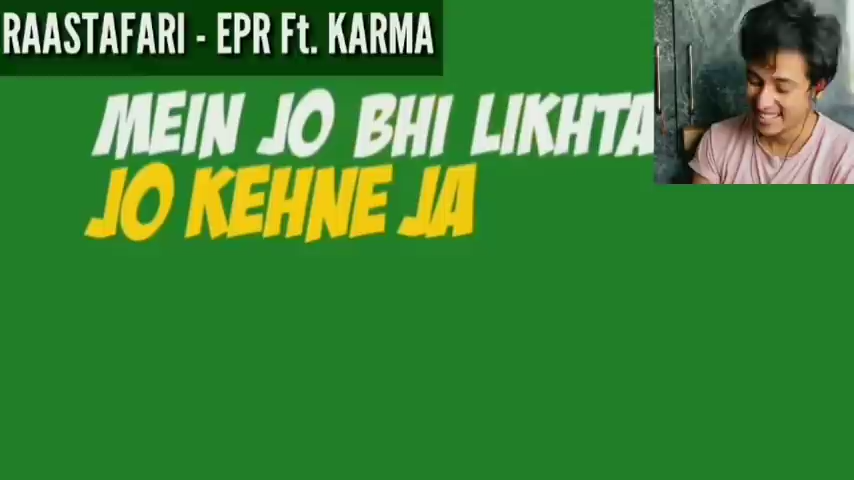 RAASTAFARI - EPR Ft. KARMA
MEIN JO BHI LIKHTA
JO KEHNE JA